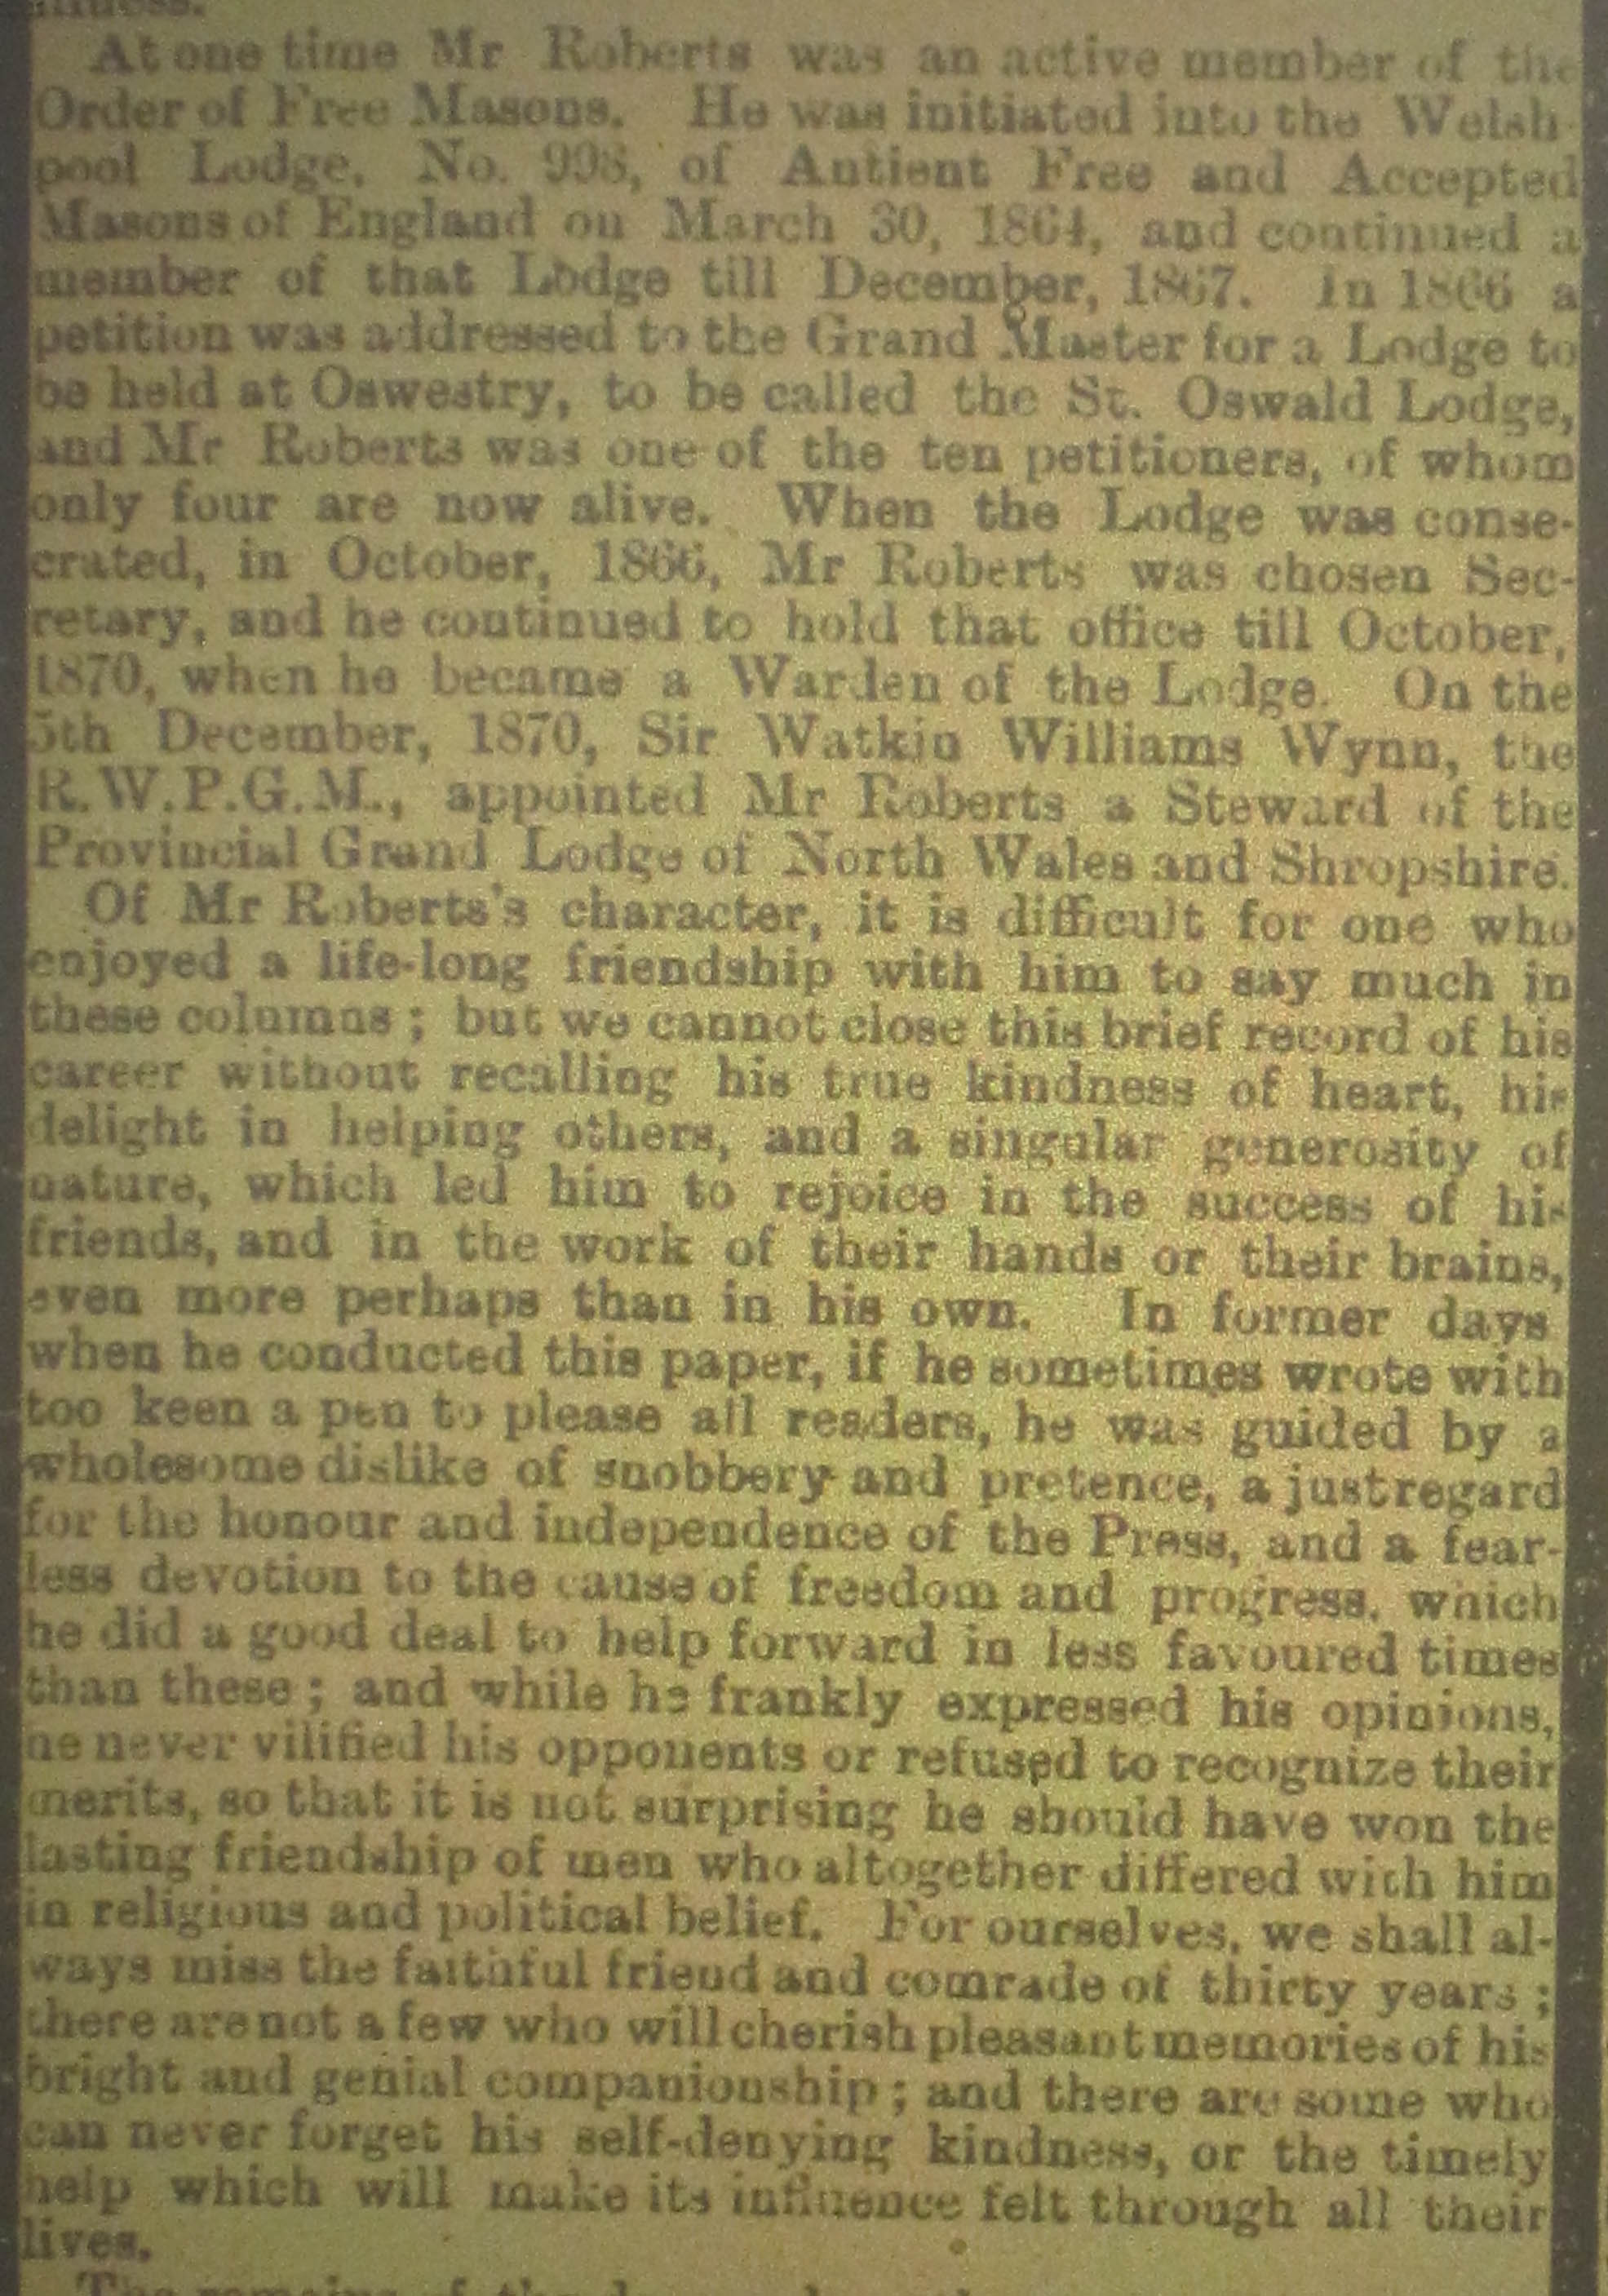 At one time Mr Roberts was an active member of the
Order of Free Masons. He was initiated into the Welsh-
pool Lodge, No. 998, of Antient Free and Accepted
Masons of England on March 30, 1864, and continued a
member of that Lodge till December, 1867. In 1866 a
petition was addressed to the Grand Master for a Lodge to
be held at Oswestry, to be called the St. Oswald Lodge,
and Mr Roberts was one of the ten petitioners, of whom
only four are now alive. When the Lodge was conse-
crated, in October, 1866, Mr Roberts was chosen Sec-
retary, and he continued to hold that office till October,
1870, when he became a Warden of the Lodge. On the
5th December, 1870, Sir Watkin Williams Wynn, the
R.W.P.G.M., appointed Mr Roberts a Steward of the
Provincial Grand Lodge of North Wales and Shropshire.
Of Mr Roberts's character, it is difficult for one who
enjoyed a life-long friendship with him to say much in
these columns; but we cannot close this brief record of his
career without recalling his true kindness of heart, his
delight in helping others, and a singular generosity of
nature, which led him to rejoice in the success of his
friends, and in the work of their hands or their brains,
even more perhaps than in his own. In former days
when he conducted this paper, if he sometimes wrote with
too keen a pen to please all readers, he was guided by a
wholesome dislike of snobbery and pretence, a just regard
for the honour and independence of the Press, and a fear-
less devotion to the cause of freedom and progress, which
he did a good deal to help forward in less favoured times
than these; and while he frankly expressed his opinions,
he never vilified his opponents or refused to recognize their
merits, so that it is not surprising he should have won the
lasting friendship of men who altogether differed with him
in religious and political belief. For ourselves, we shall al-
ways miss the faithful friend and comrade of thirty years;
there are not a few who will cherish pleasant memories of his
bright and genial companionship; and there are some who
can never forget his self-denying kindness, or the timely
help which will make its influence felt through all their
lives.